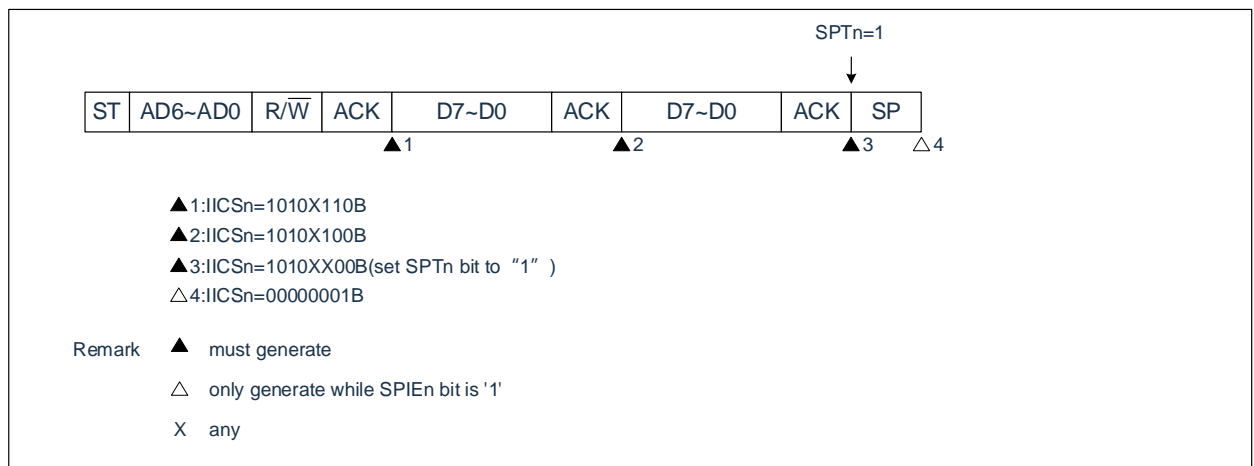 SPTn=1
ST AD6~AD0 R/W̅ ACK D7~D0 ACK D7~D0 ACK SP
▲1 ▲2 ▲3 △4
▲1:IICSn=1010X110B
▲2:IICSn=1010X100B
▲3:IICSn=1010XX00B(set SPTn bit to “1” )
△4:IICSn=00000001B
Remark ▲ must generate
△ only generate while SPIEn bit is '1'
X any